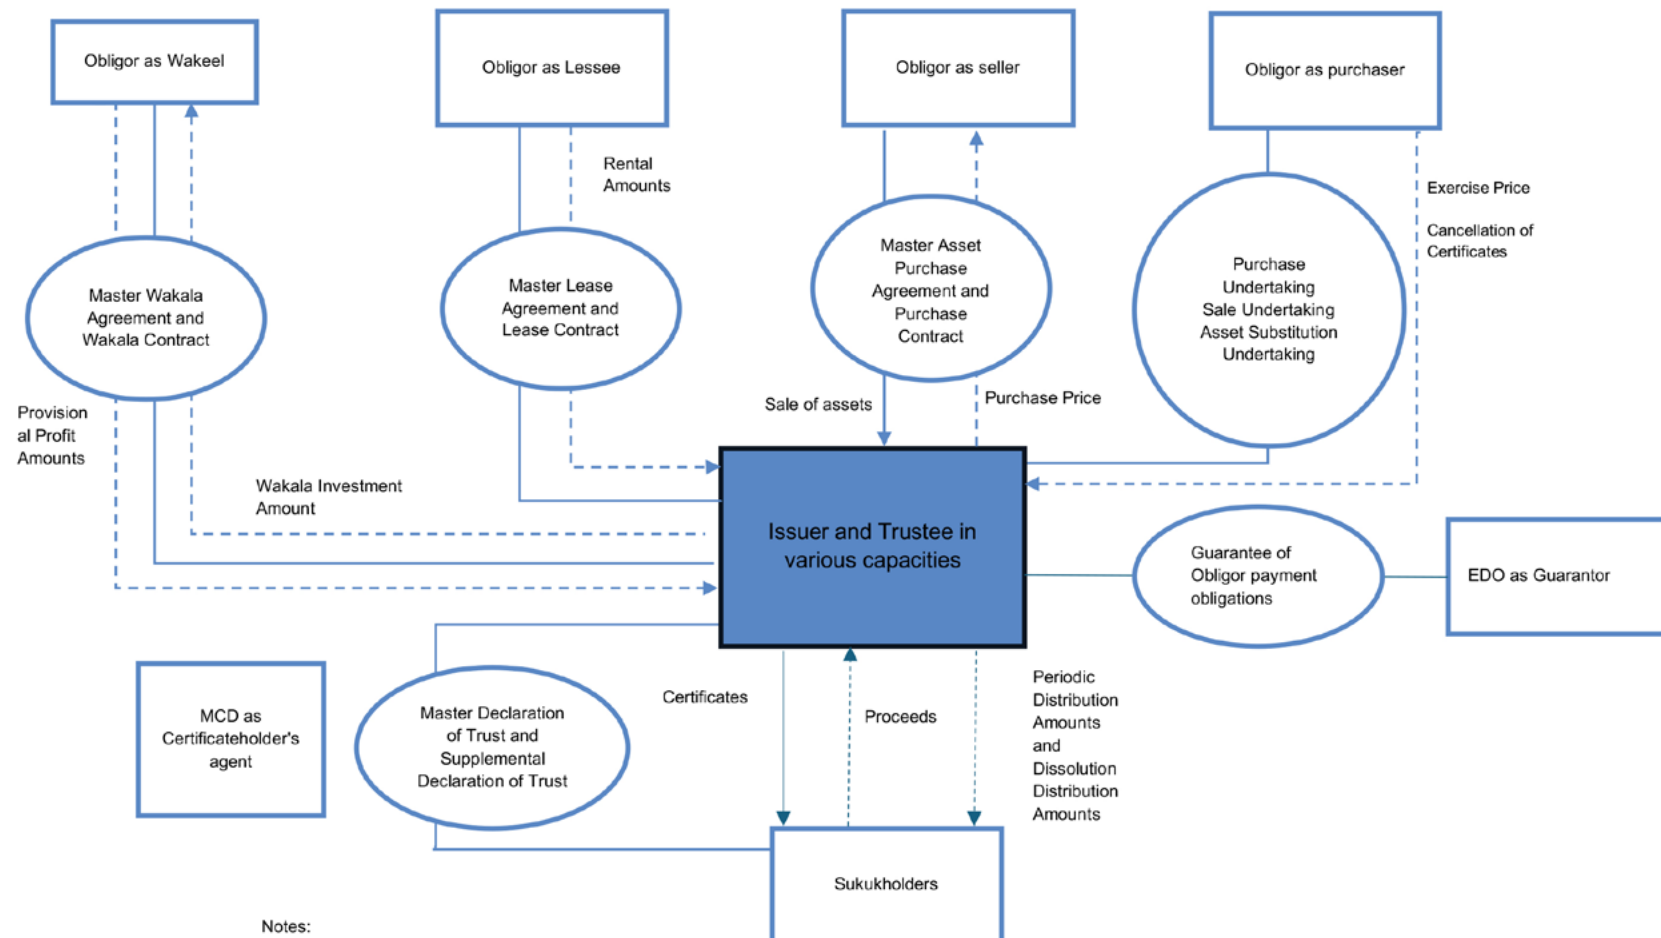 Obligor as Wakeel
Obligor as Lessee
Obligor as seller
Obligor as purchaser
Rental
Amounts
Exercise Price
Cancellation of
Certificates
Master Wakala
Agreement and
Wakala Contract
Master Lease
Agreement and
Lease Contract
Master Asset
Purchase
Agreement and
Purchase
Contract
Purchase
Undertaking
Sale Undertaking
Asset Substitution
Undertaking
Provision
al Profit
Amounts
Wakala Investment
Amount
Sale of assets
Purchase Price
Issuer and Trustee in
various capacities
Guarantee of
Obligor payment
obligations
EDO as Guarantor
MCD as
Certificateholder's
agent
Master Declaration
of Trust and
Supplemental
Declaration of Trust
Certificates
Proceeds
Periodic
Distribution
Amounts
and
Dissolution
Distribution
Amounts
Sukukholders
Notes: